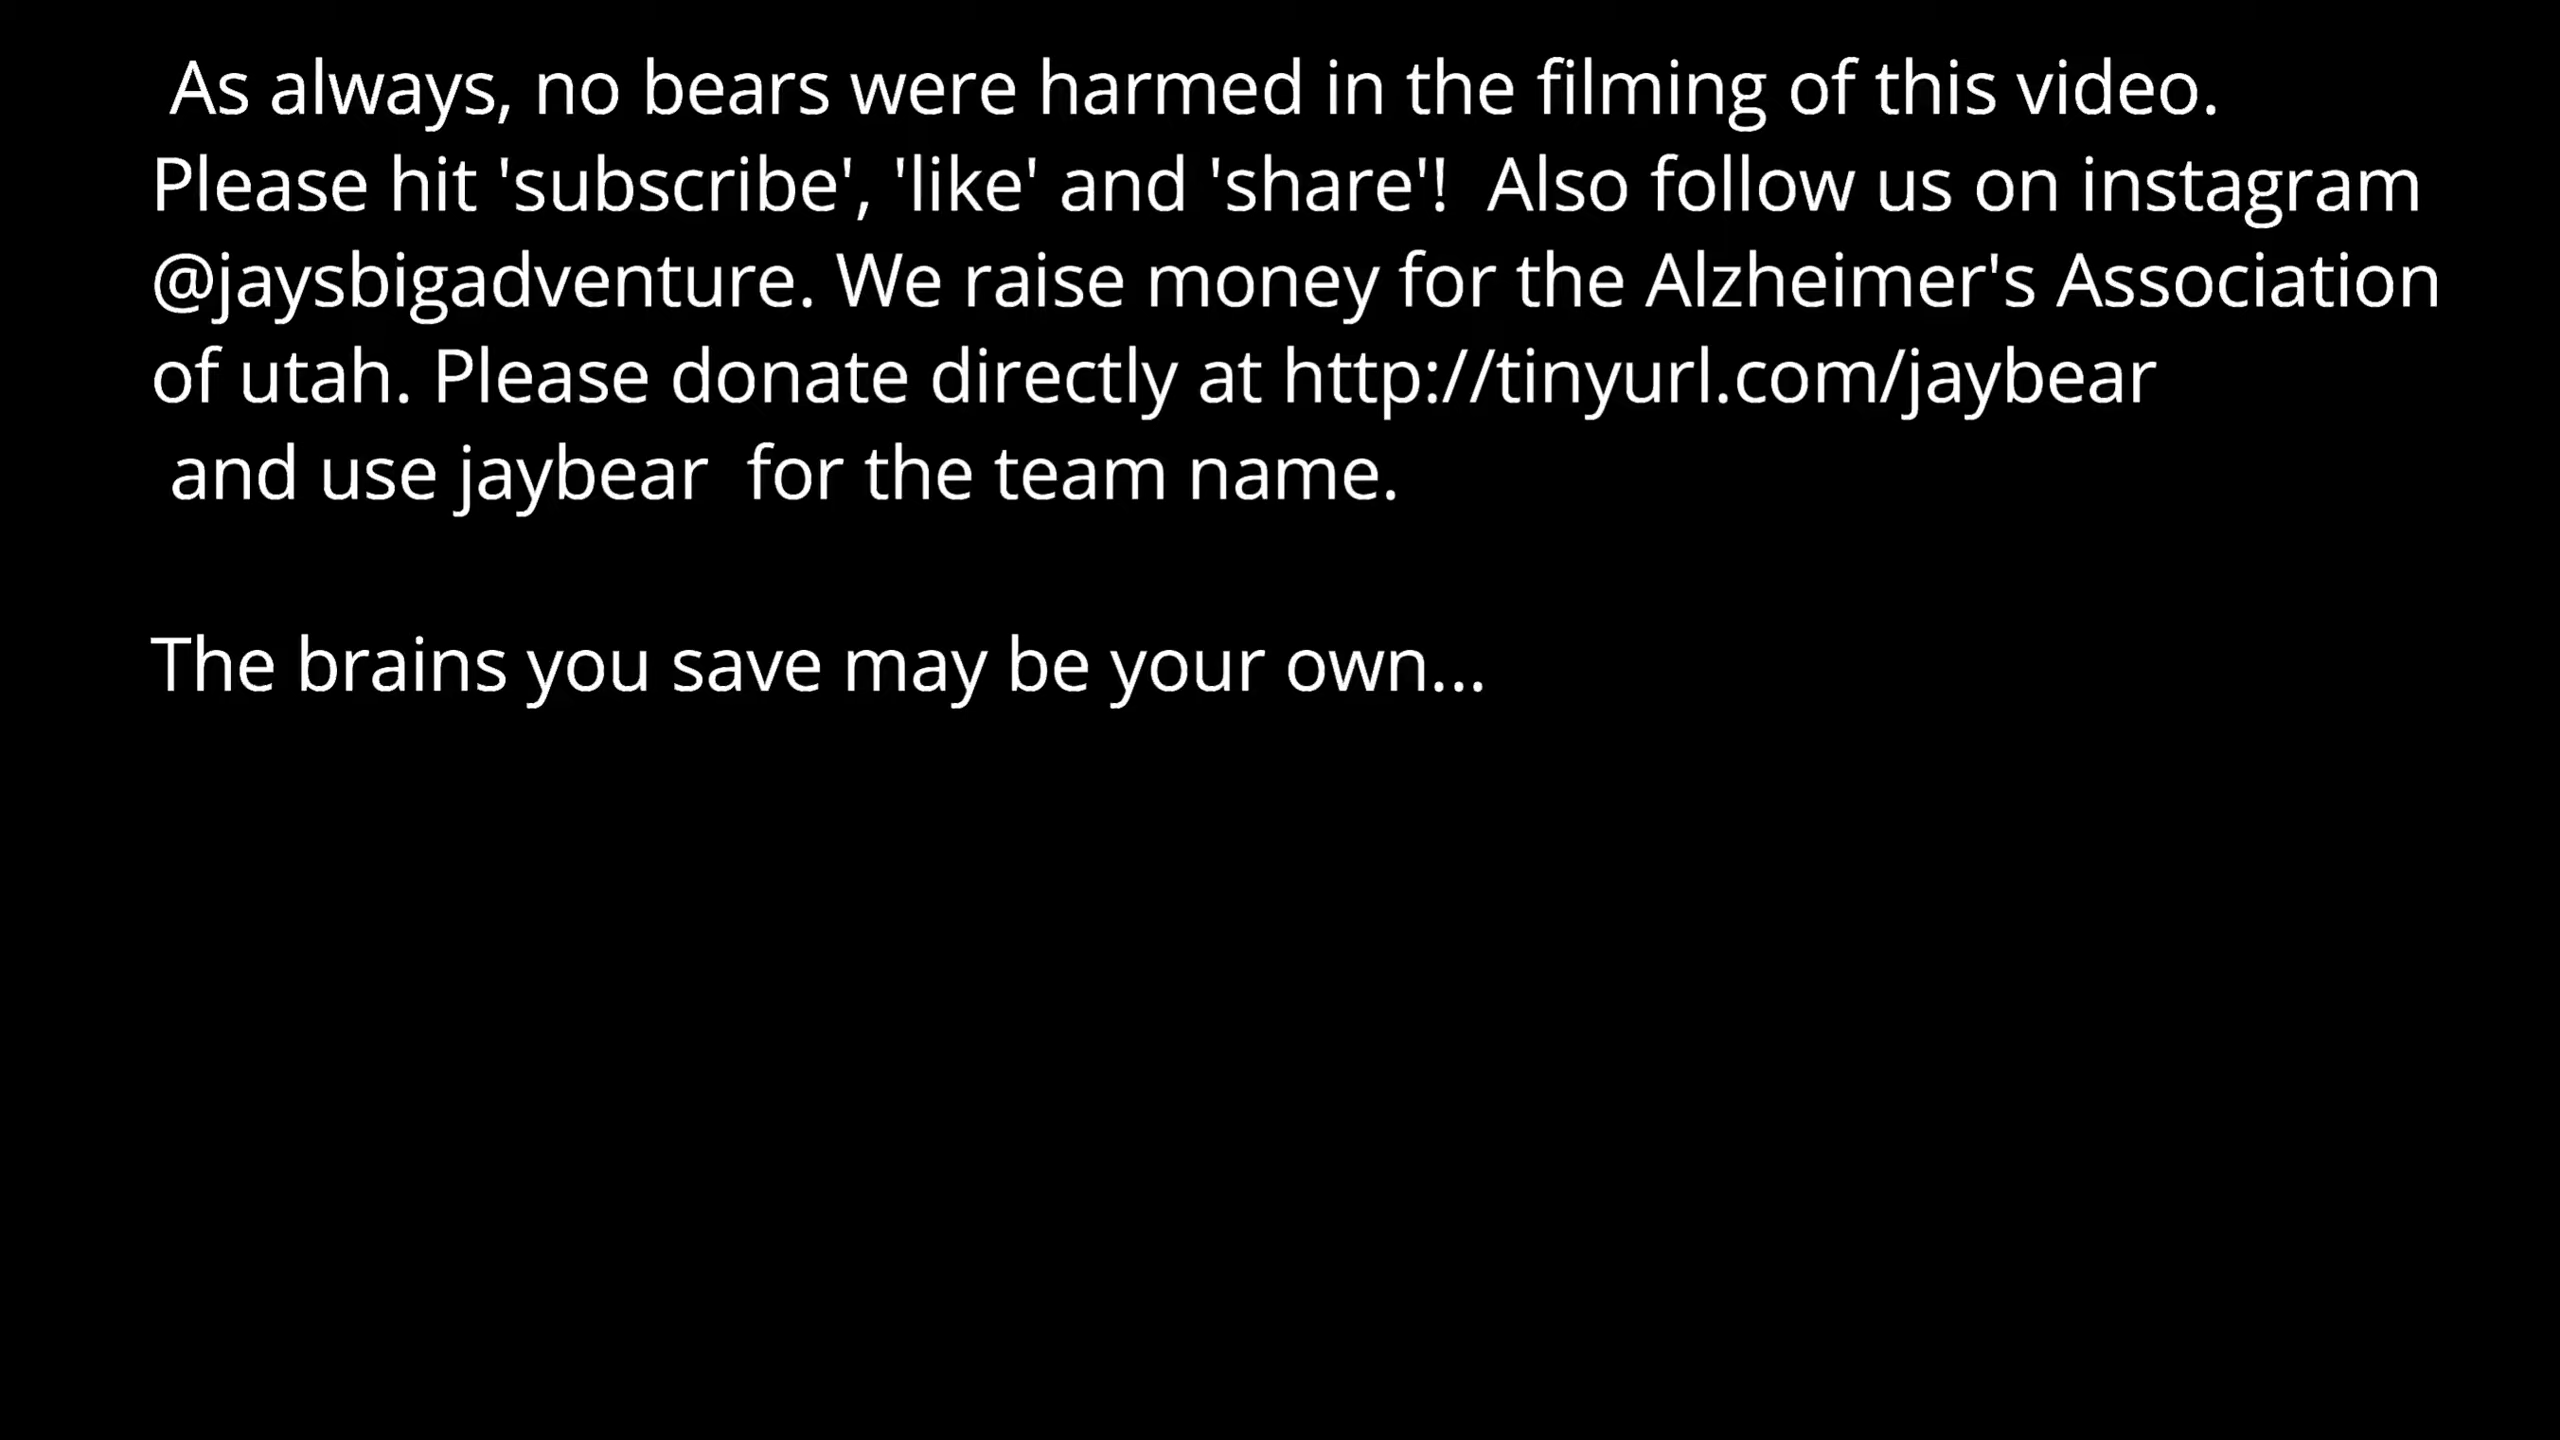 As always, no bears were harmed in the filming of this video.
Please hit 'subscribe', 'like' and 'share'!  Also follow us on instagram
@jaysbigadventure. We raise money for the Alzheimer's Association
of utah. Please donate directly at http://tinyurl.com/jaybear
and use jaybear  for the team name.
The brains you save may be your own...